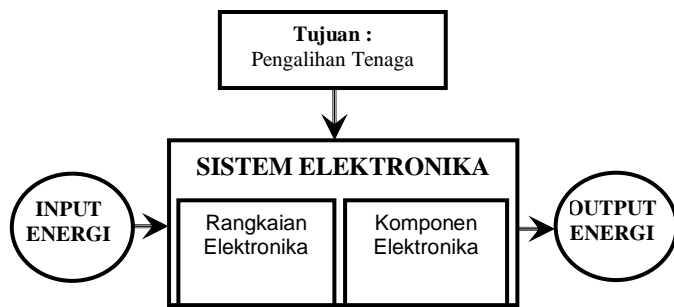 Tujuan :
Pengalihan Tenaga
SISTEM ELEKTRONIKA
INPUT
ENERGI
Rangkaian
Elektronika
Komponen
Elektronika
OUTPUT
ENERGI